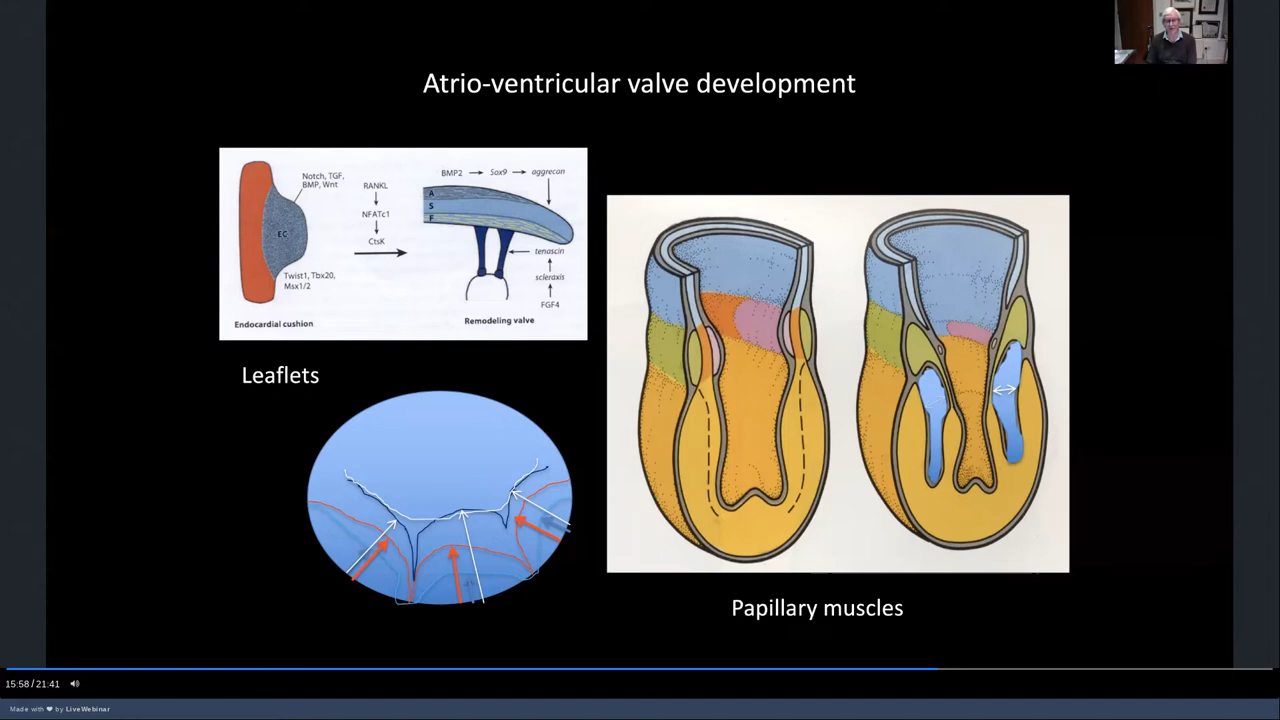 Atrio-ventricular valve development
Notch, TGF,
BMP, Wnt
EC
Twist1, Tbx20,
Msx1/2
Endocardial cushion
RANKL
NFATc1
CtsK
BMP2
Sox9
aggrecan
A
S
F
tenascin
scleraxis
FGF4
Remodeling valve
Leaflets
Papillary muscles
15:58 / 21:41
Made with ❤ by LiveWebinar